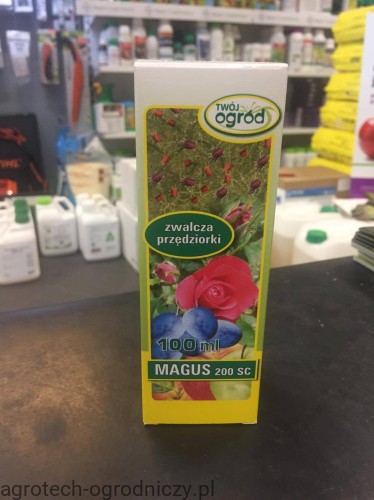 TWÓJ
ogród
zwalcza
przędziorki
100 ml
MAGUS 200 SC
agrotech-ogrodniczy.pl